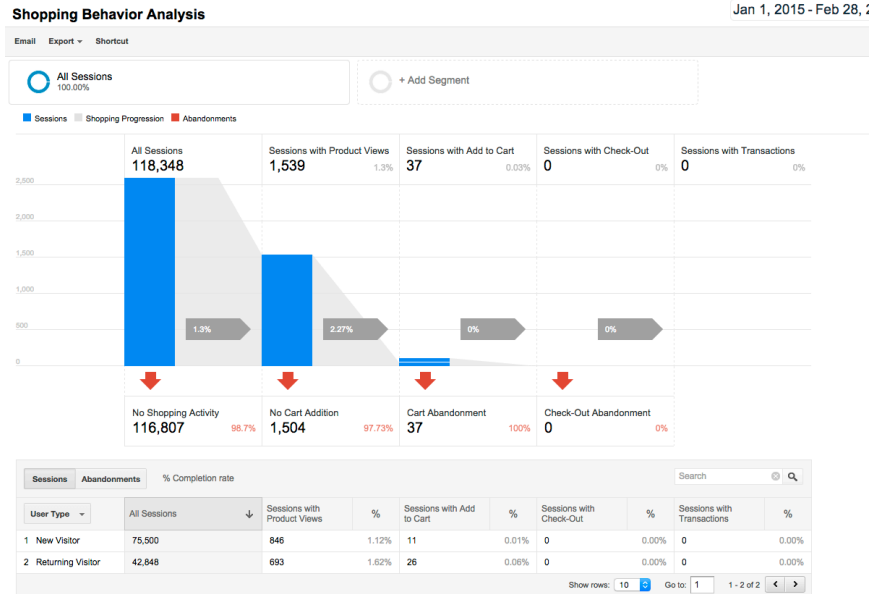 Shopping Behavior Analysis
Jan 1, 2015 - Feb 28, 2
Email Export Shortcut
All Sessions
100.00%
+ Add Segment
Sessions Shopping Progression Abandonments
All Sessions
118,348
Sessions with Product Views
1,539 1.3%
Sessions with Add to Cart
37 0.03%
Sessions with Check-Out
0 0%
Sessions with Transactions
0 0%
2,500
2,000
1,500
1,000
500
0
1.3% 2.27% 0% 0%
No Shopping Activity
116,807 98.7%
No Cart Addition
1,504 97.73%
Cart Abandonment
37 100%
Check-Out Abandonment
0 0%
Sessions Abandonments % Completion rate
Search
User Type All Sessions Sessions with Product Views % Sessions with Add to Cart % Sessions with Check-Out % Sessions with Transactions %
1 New Visitor 75,500 846 1.12% 11 0.01% 0 0.00% 0 0.00%
2 Returning Visitor 42,848 693 1.62% 26 0.06% 0 0.00% 0 0.00%
Show rows: 10 Go to: 1 1 - 2 of 2